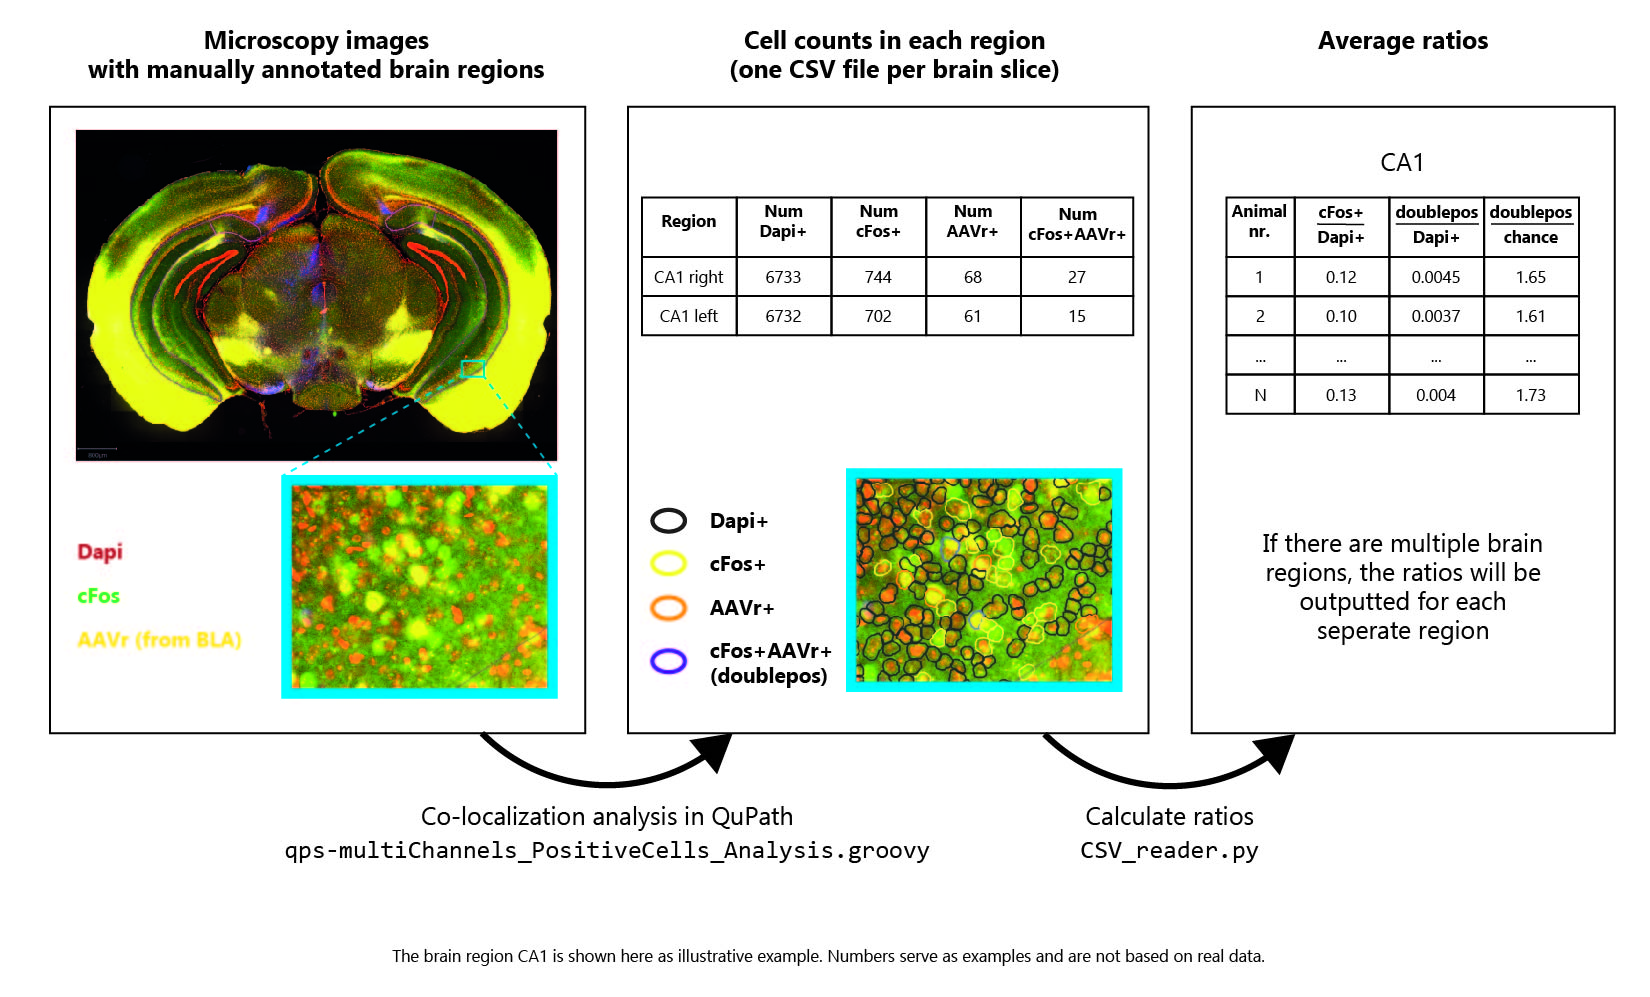 Microscopy images
with manually annotated brain regions
Cell counts in each region
(one CSV file per brain slice)
Average ratios
800µm
Dapi
cFos
AAVr (from BLA)
Region
Num
Dapi+
Num
cFos+
Num
AAVr+
Num
cFos+AAVr+
CA1 right
6733
744
68
27
CA1 left
6732
702
61
15
Dapi+
cFos+
AAVr+
cFos+AAVr+
(doublepos)
CA1
Animal
nr.
cFos+
Dapi+
doublepos
Dapi+
doublepos
chance
1
0.12
0.0045
1.65
2
0.10
0.0037
1.61
...
...
...
...
N
0.13
0.004
1.73
If there are multiple brain
regions, the ratios will be
outputted for each
seperate region
Co-localization analysis in QuPath
qps-multiChannels_PositiveCells_Analysis.groovy
Calculate ratios
CSV_reader.py
The brain region CA1 is shown here as illustrative example. Numbers serve as examples and are not based on real data.